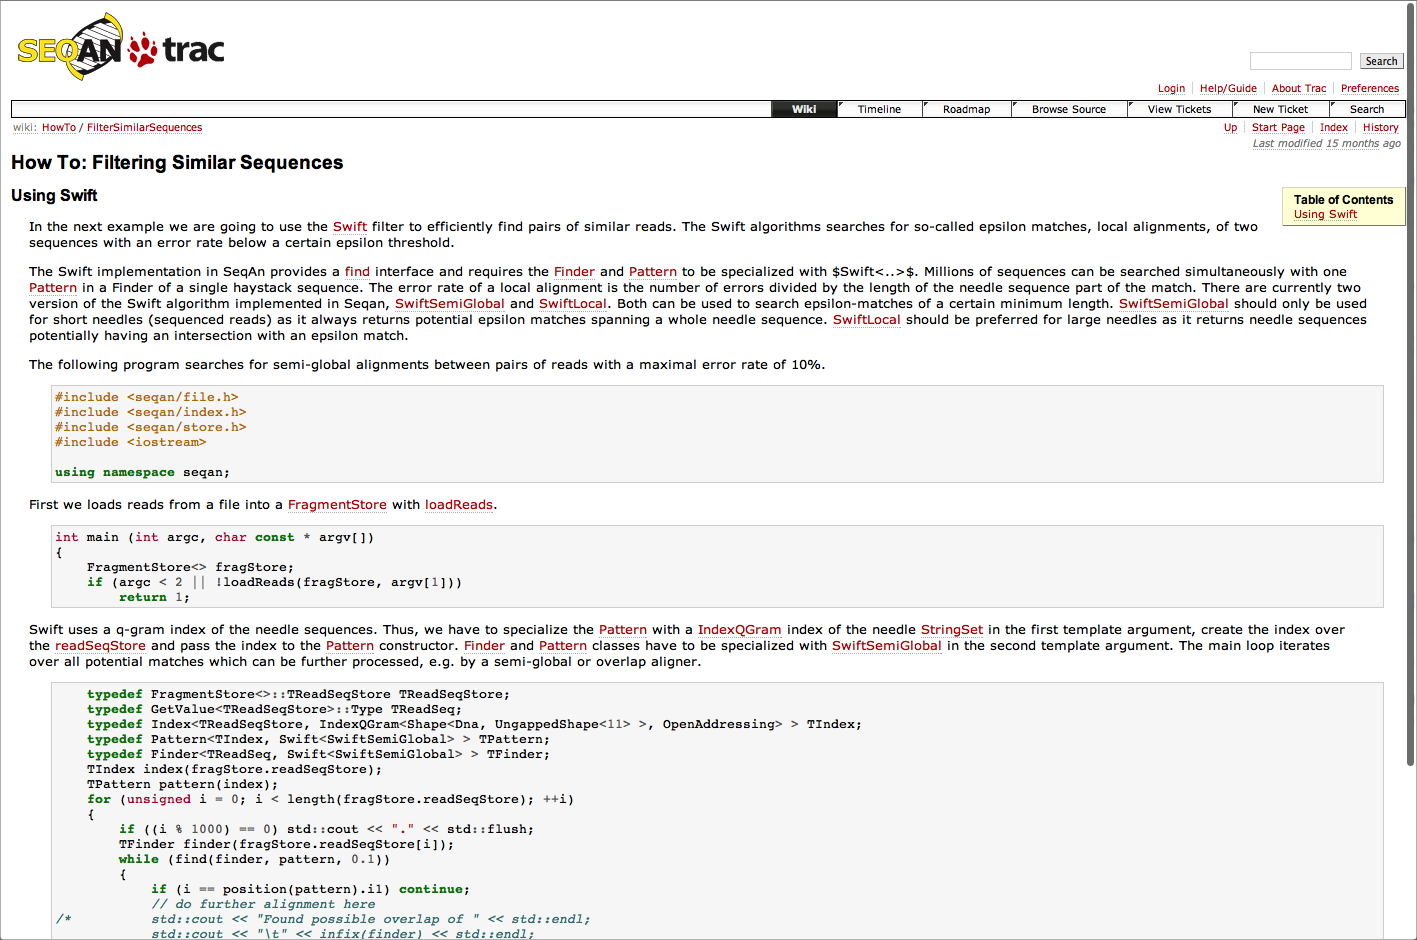 SEQAN trac
Search
Login Help/Guide About Trac Preferences
Wiki Timeline Roadmap Browse Source View Tickets New Ticket Search
wiki: HowTo / FilterSimilarSequences
Up Start Page Index History
Last modified 15 months ago
How To: Filtering Similar Sequences
Using Swift
Table of Contents
Using Swift
In the next example we are going to use the Swift filter to efficiently find pairs of similar reads. The Swift algorithms searches for so-called epsilon matches, local alignments, of two
sequences with an error rate below a certain epsilon threshold.
The Swift implementation in SeqAn provides a find interface and requires the Finder and Pattern to be specialized with $Swift<..>$. Millions of sequences can be searched simultaneously with one
Pattern in a Finder of a single haystack sequence. The error rate of a local alignment is the number of errors divided by the length of the needle sequence part of the match. There are currently two
version of the Swift algorithm implemented in Seqan, SwiftSemiGlobal and SwiftLocal. Both can be used to search epsilon-matches of a certain minimum length. SwiftSemiGlobal should only be used
for short needles (sequenced reads) as it always returns potential epsilon matches spanning a whole needle sequence. SwiftLocal should be preferred for large needles as it returns needle sequences
potentially having an intersection with an epsilon match.
The following program searches for semi-global alignments between pairs of reads with a maximal error rate of 10%.
#include <seqan/file.h>
#include <seqan/index.h>
#include <seqan/store.h>
#include <iostream>
using namespace seqan;
First we loads reads from a file into a FragmentStore with loadReads.
int main (int argc, char const * argv[])
{
FragmentStore<> fragStore;
if (argc < 2 || !loadReads(fragStore, argv[1]))
return 1;
Swift uses a q-gram index of the needle sequences. Thus, we have to specialize the Pattern with a IndexQGram index of the needle StringSet in the first template argument, create the index over
the readSeqStore and pass the index to the Pattern constructor. Finder and Pattern classes have to be specialized with SwiftSemiGlobal in the second template argument. The main loop iterates
over all potential matches which can be further processed, e.g. by a semi-global or overlap aligner.
typedef FragmentStore<>::TReadSeqStore TReadSeqStore;
typedef GetValue<TReadSeqStore>::Type TReadSeq;
typedef Index<TReadSeqStore, IndexQGram<Shape<Dna, UngappedShape<11> >, OpenAddressing> > TIndex;
typedef Pattern<TIndex, Swift<SwiftSemiGlobal> > TPattern;
typedef Finder<TReadSeq, Swift<SwiftSemiGlobal> > TFinder;
TIndex index(fragStore.readSeqStore);
TPattern pattern(index);
for (unsigned i = 0; i < length(fragStore.readSeqStore); ++i)
{
if ((i % 1000) == 0) std::cout << "." << std::flush;
TFinder finder(fragStore.readSeqStore[i]);
while (find(finder, pattern, 0.1))
{
if (i == position(pattern).i1) continue;
// do further alignment here
/* std::cout << "Found possible overlap of " << std::endl;
std::cout << "\t" << infix(finder) << std::endl;